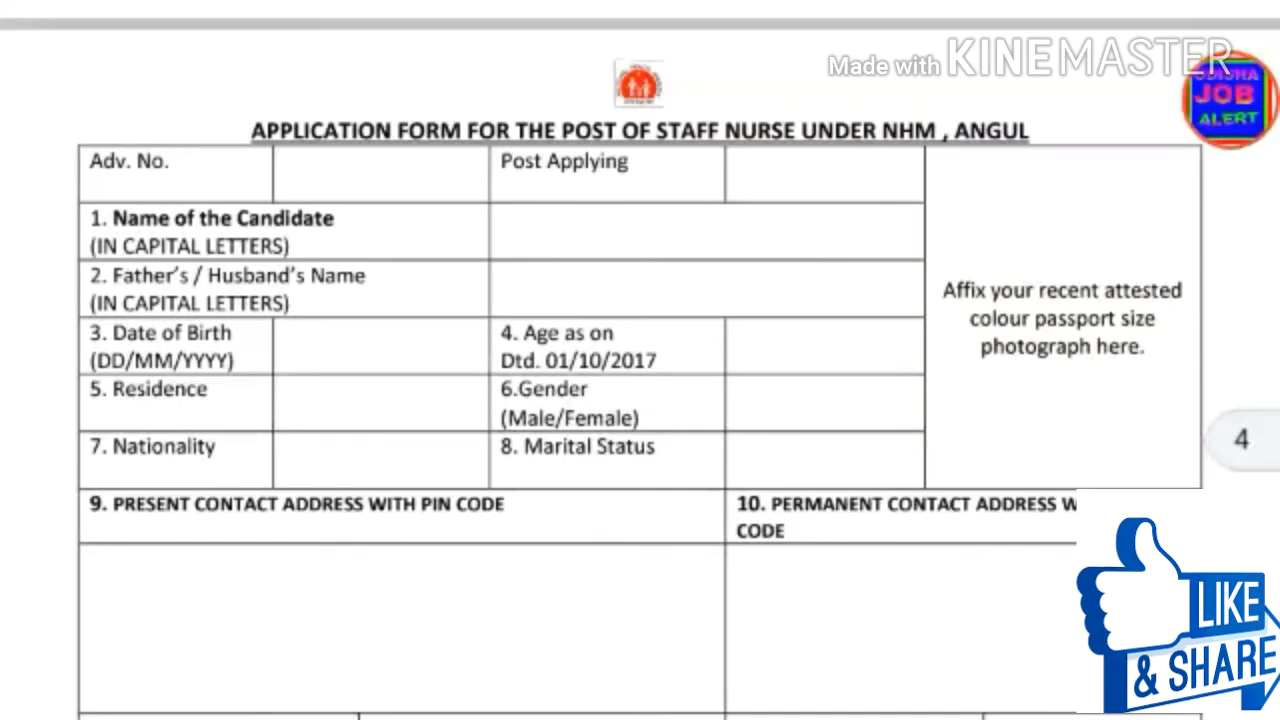 Made with KINEMASTER
ODISHA
JOB
ALERT
APPLICATION FORM FOR THE POST OF STAFF NURSE UNDER NHM , ANGUL
Adv. No.
Post Applying
1. Name of the Candidate
(IN CAPITAL LETTERS)
2. Father's / Husband's Name
(IN CAPITAL LETTERS)
Affix your recent attested
colour passport size
photograph here.
3. Date of Birth
(DD/MM/YYYY)
4. Age as on
Dtd. 01/10/2017
5. Residence
6.Gender
(Male/Female)
7. Nationality
8. Marital Status
4
9. PRESENT CONTACT ADDRESS WITH PIN CODE
10. PERMANENT CONTACT ADDRESS W
CODE
LIKE
& SHARE